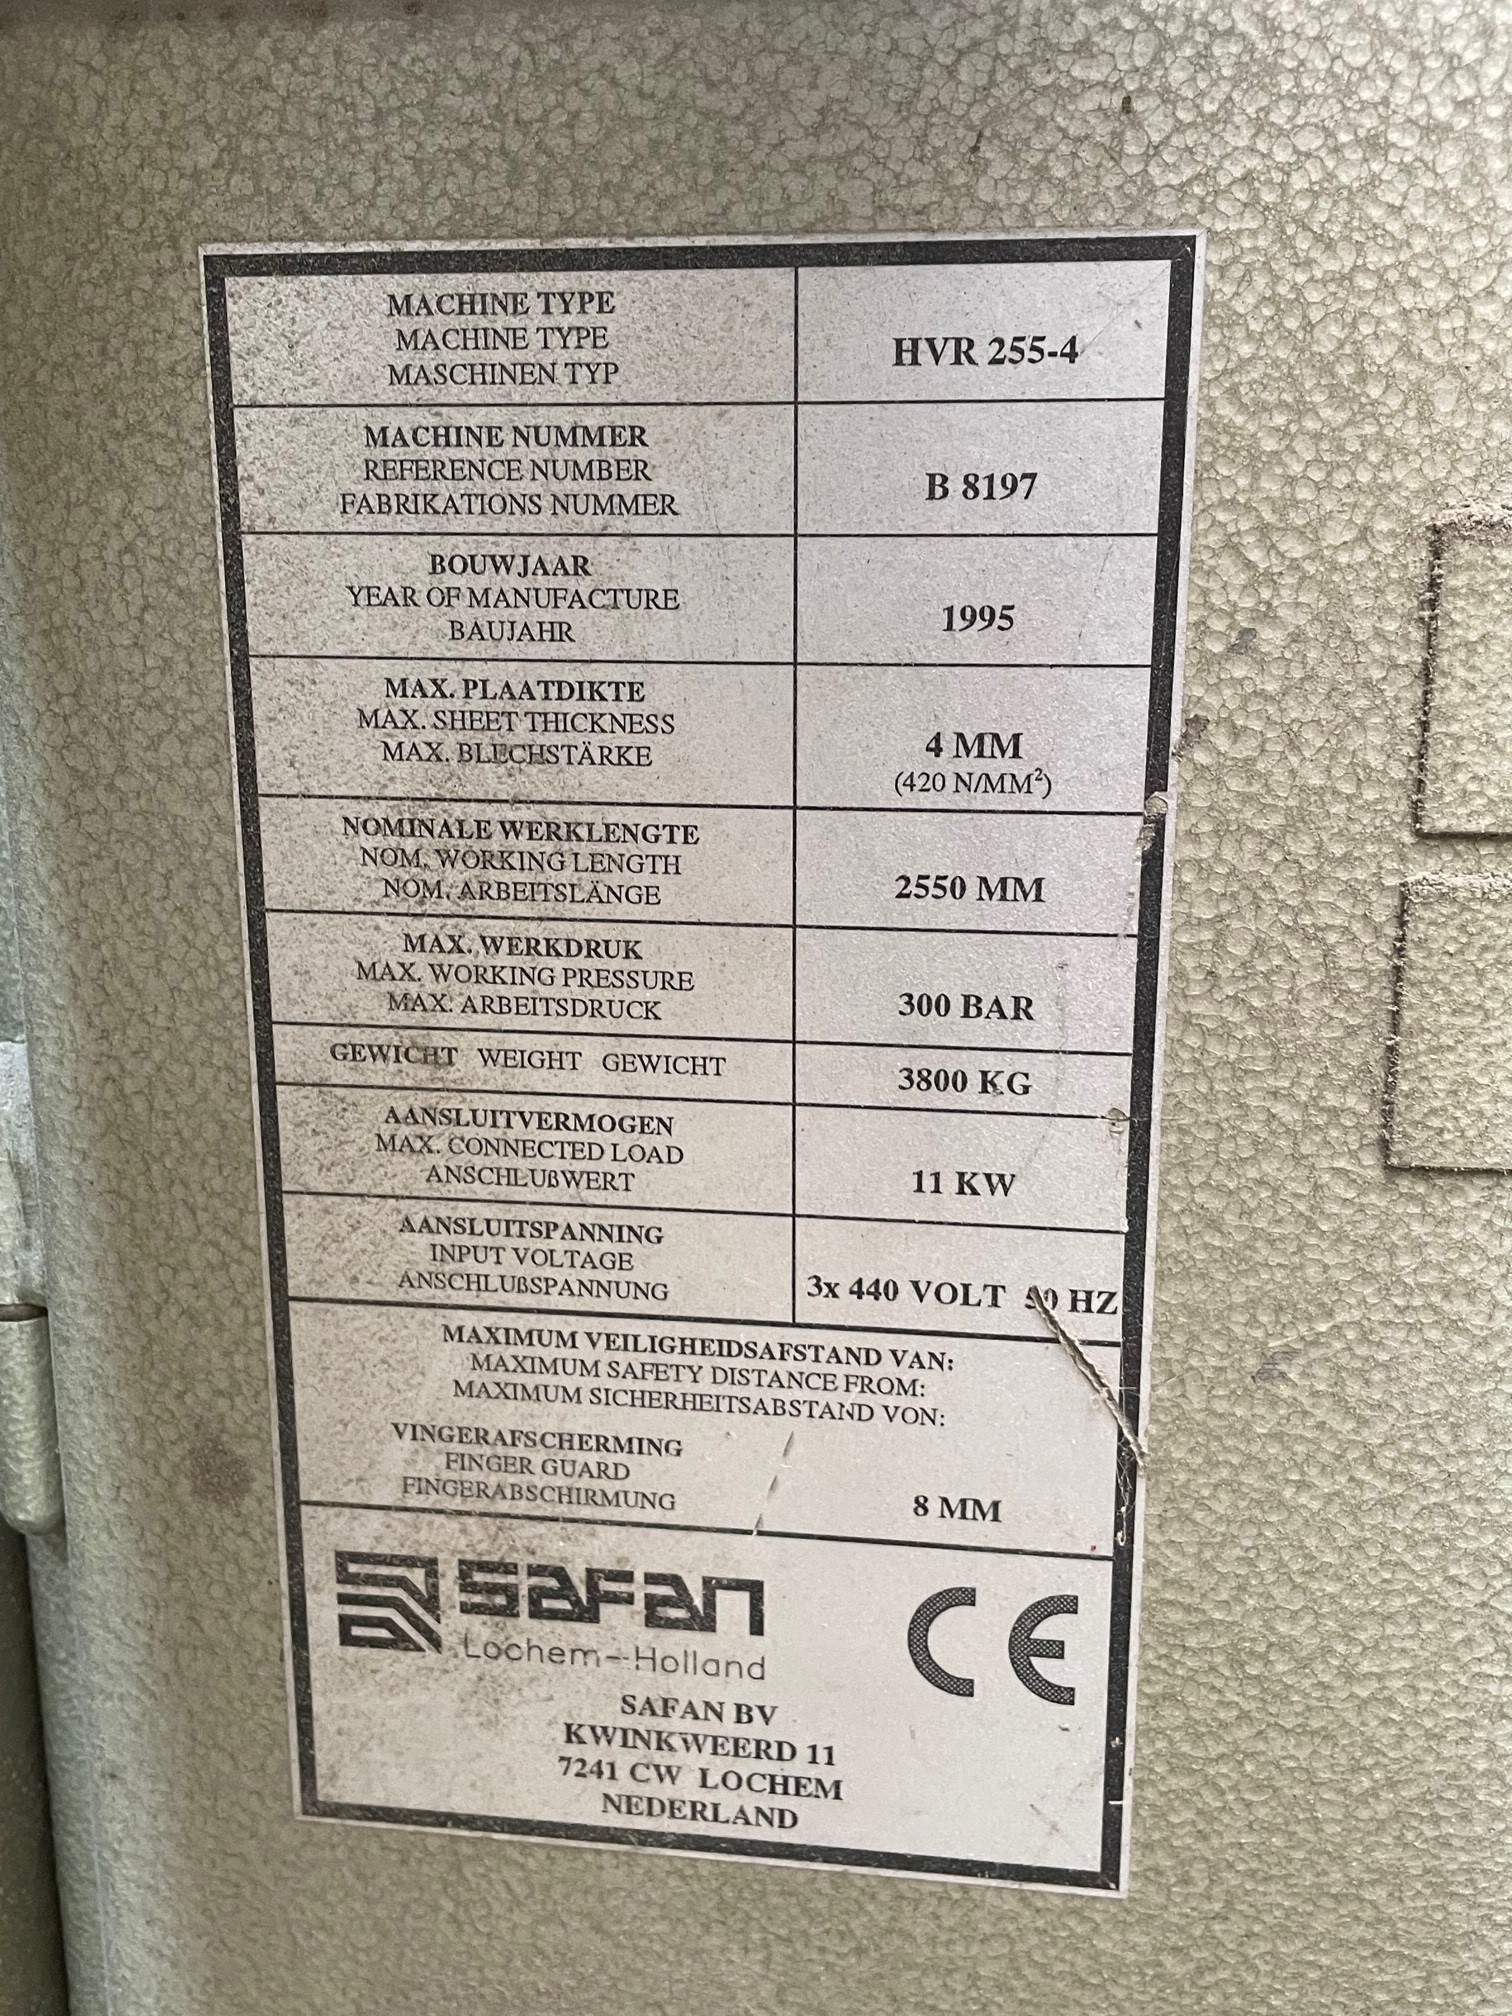 MACHINE TYPE
MACHINE TYPE
MASCHINEN TYP
HVR 255-4
MACHINE NUMMER
REFERENCE NUMBER
FABRIKATIONS NUMMER
B 8197
BOUWJAAR
YEAR OF MANUFACTURE
BAUJAHR
1995
MAX. PLAATDIKTE
MAX. SHEET THICKNESS
MAX. BLECHSTÄRKE
4 MM
(420 N/MM²)
NOMINALE WERKLENGTE
NOM. WORKING LENGTH
NOM. ARBEITSLÄNGE
2550 MM
MAX. WERKDRUK
MAX. WORKING PRESSURE
MAX. ARBEITSDRUCK
300 BAR
GEWICHT WEIGHT GEWICHT
3800 KG
AANSLUITVERMOGEN
MAX. CONNECTED LOAD
ANSCHLUßWERT
11 KW
AANSLUITSPANNING
INPUT VOLTAGE
ANSCHLUßSPANNUNG
3x 440 VOLT 50 HZ
MAXIMUM VEILIGHEIDSAFSTAND VAN:
MAXIMUM SAFETY DISTANCE FROM:
MAXIMUM SICHERHEITSABSTAND VON:
VINGERAFSCHERMING
FINGER GUARD
FINGERABSCHIRMUNG
8 MM
SAFAN
Lochem-Holland
CE
SAFAN BV
KWINKWEERD 11
7241 CW LOCHEM
NEDERLAND